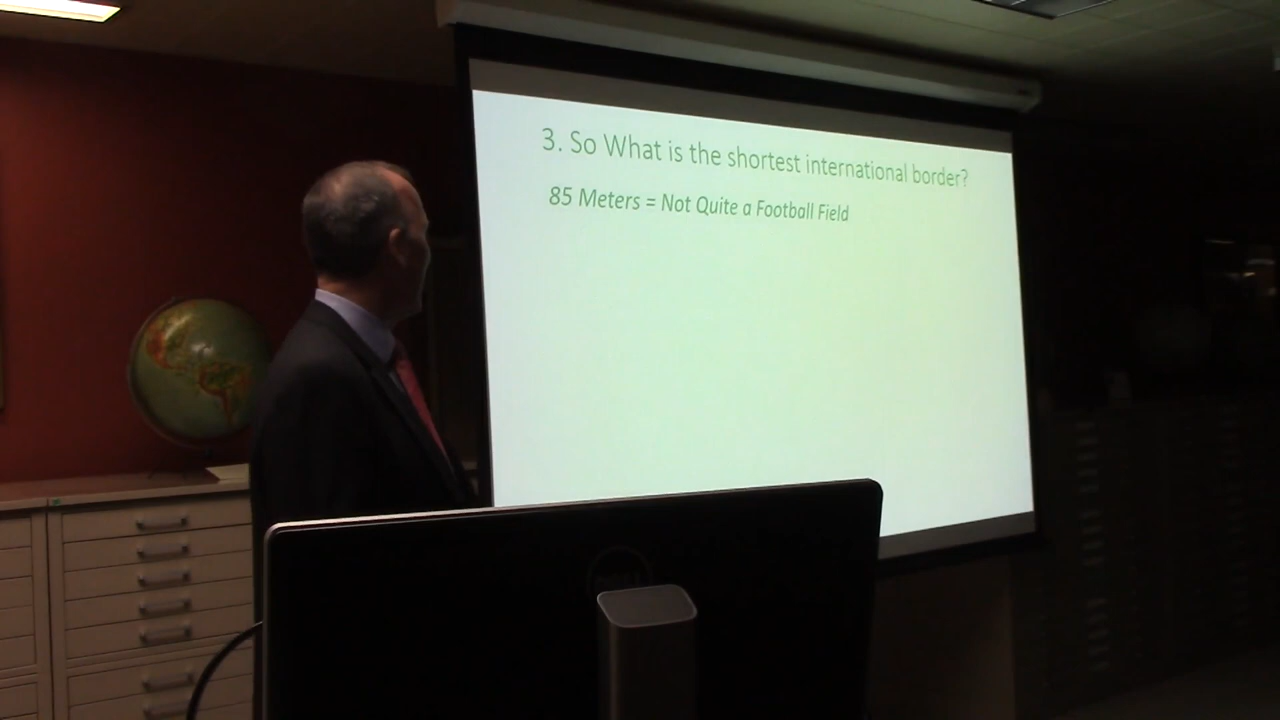 3. So What is the shortest international border?
85 Meters = Not Quite a Football Field